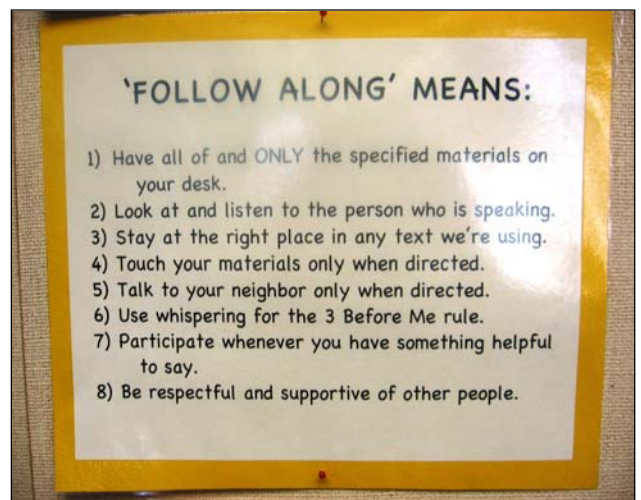 'FOLLOW ALONG' MEANS:
1) Have all of and ONLY the specified materials on
your desk.
2) Look at and listen to the person who is speaking.
3) Stay at the right place in any text we're using.
4) Touch your materials only when directed.
5) Talk to your neighbor only when directed.
6) Use whispering for the 3 Before Me rule.
7) Participate whenever you have something helpful
to say.
8) Be respectful and supportive of other people.